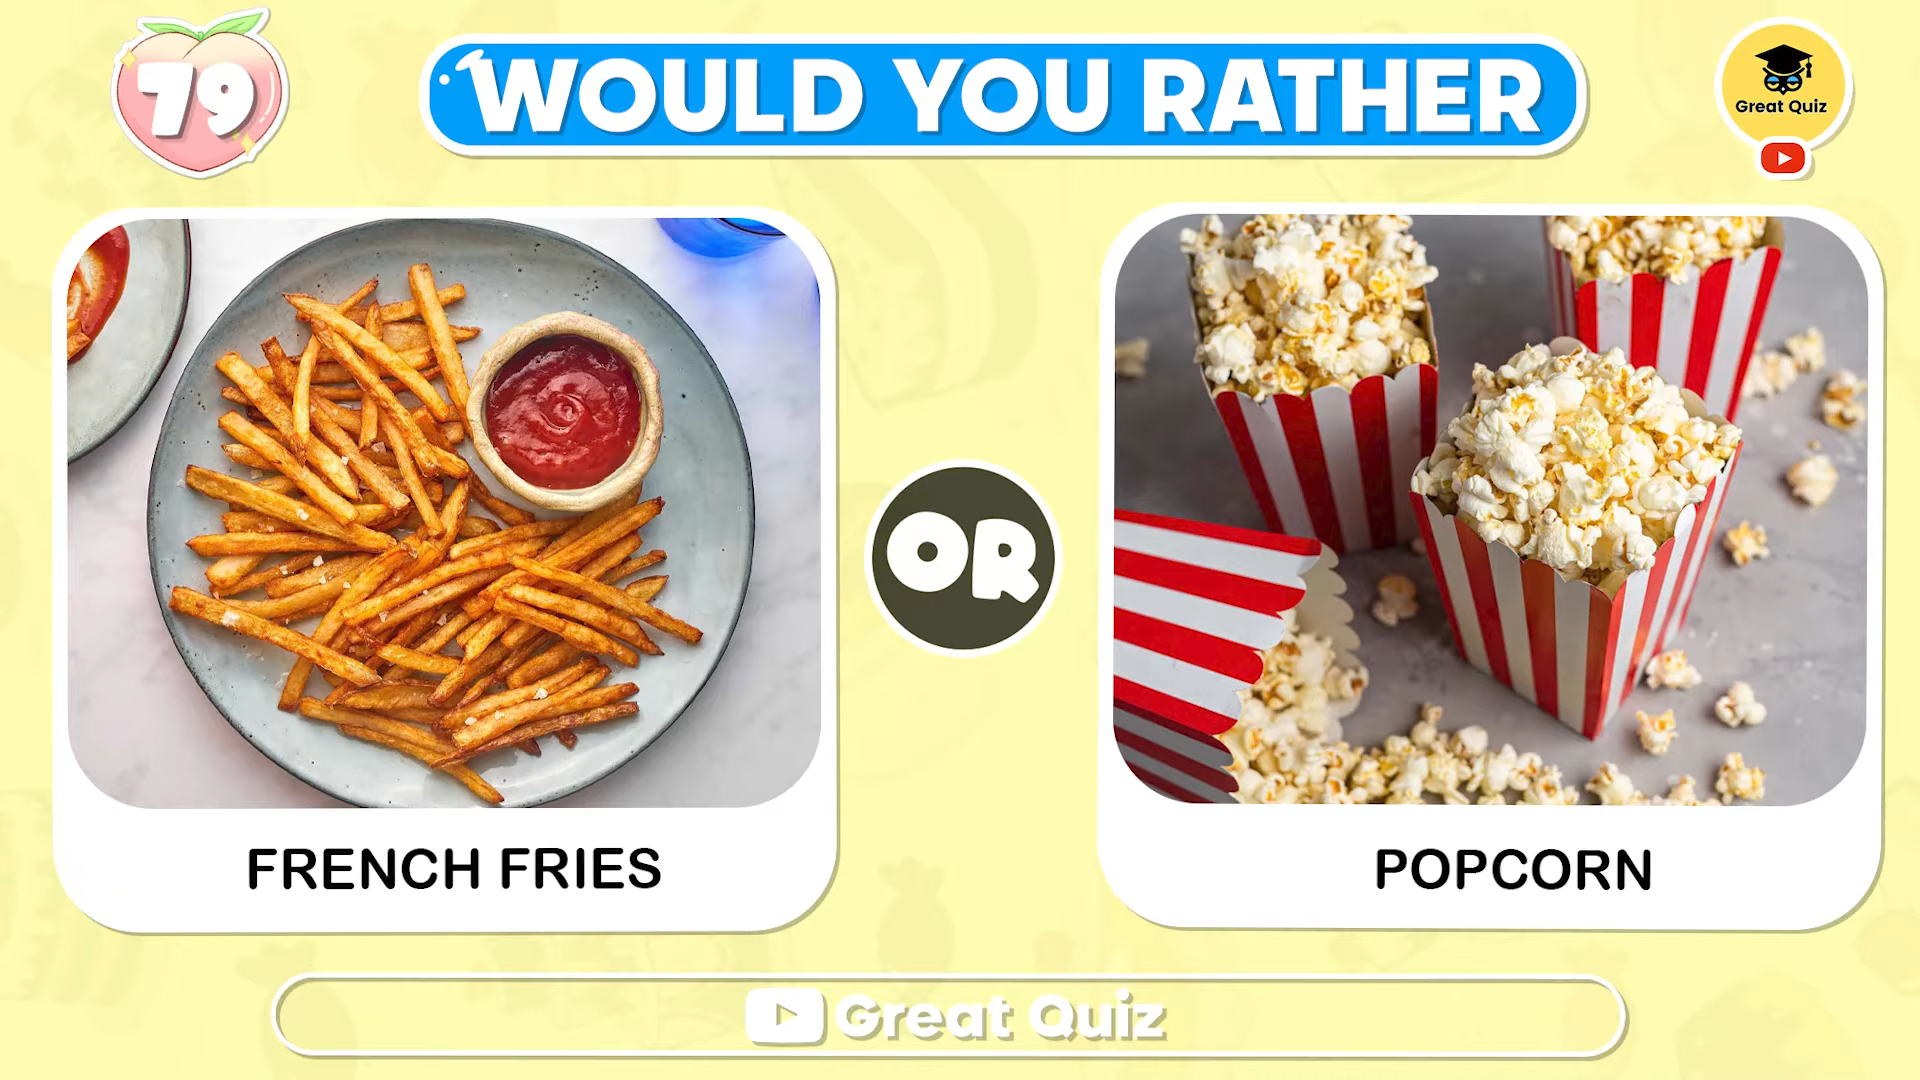 79
WOULD YOU RATHER
Great Quiz
OR
FRENCH FRIES
POPCORN
Great Quiz